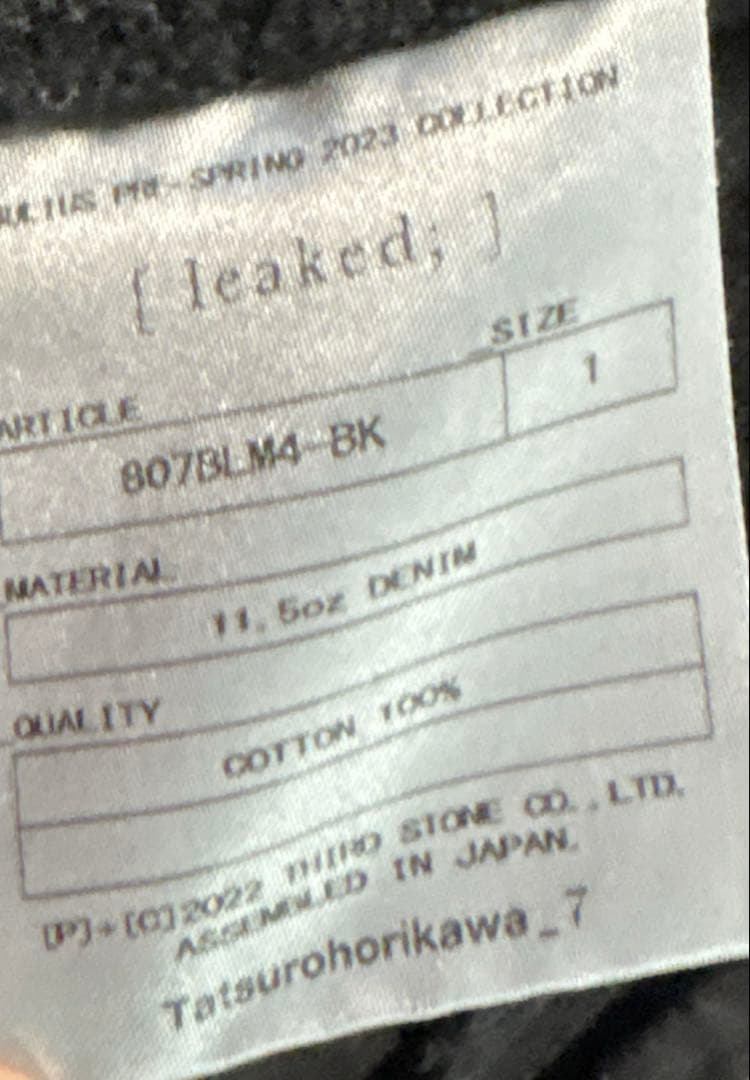 PRE-SPRING 2023 COLLECTION
[ leaked; ]
SIZE
1
ARTICLE
807BLM4-BK
MATERIAL
11.5oz DENIM
QUALITY
COTTON 100%
[P]+[C]2022 THIRD STONE CO.,LTD.
ASSEMBLED IN JAPAN.
Tatsurohorikawa_7